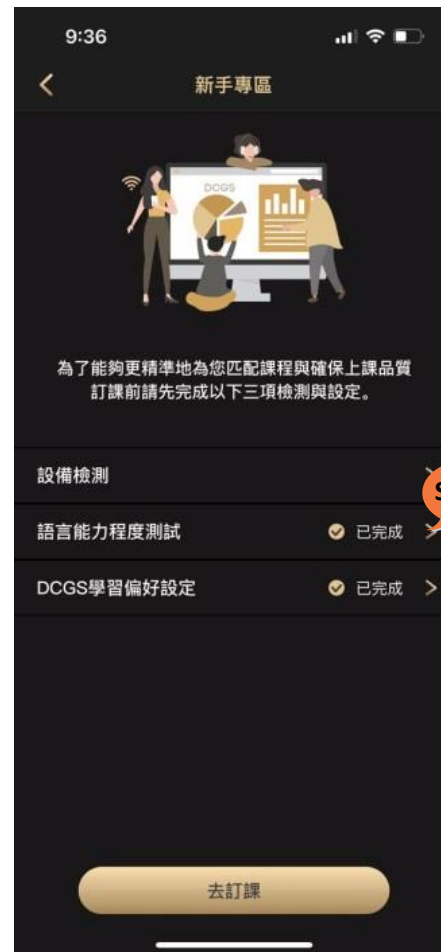 9:36
新手專區
DCGS
為了能夠更精準地為您匹配課程與確保上課品質
訂課前請先完成以下三項檢測與設定。
設備檢測
S
語言能力程度測試 已完成
DCGS學習偏好設定 已完成
去訂課